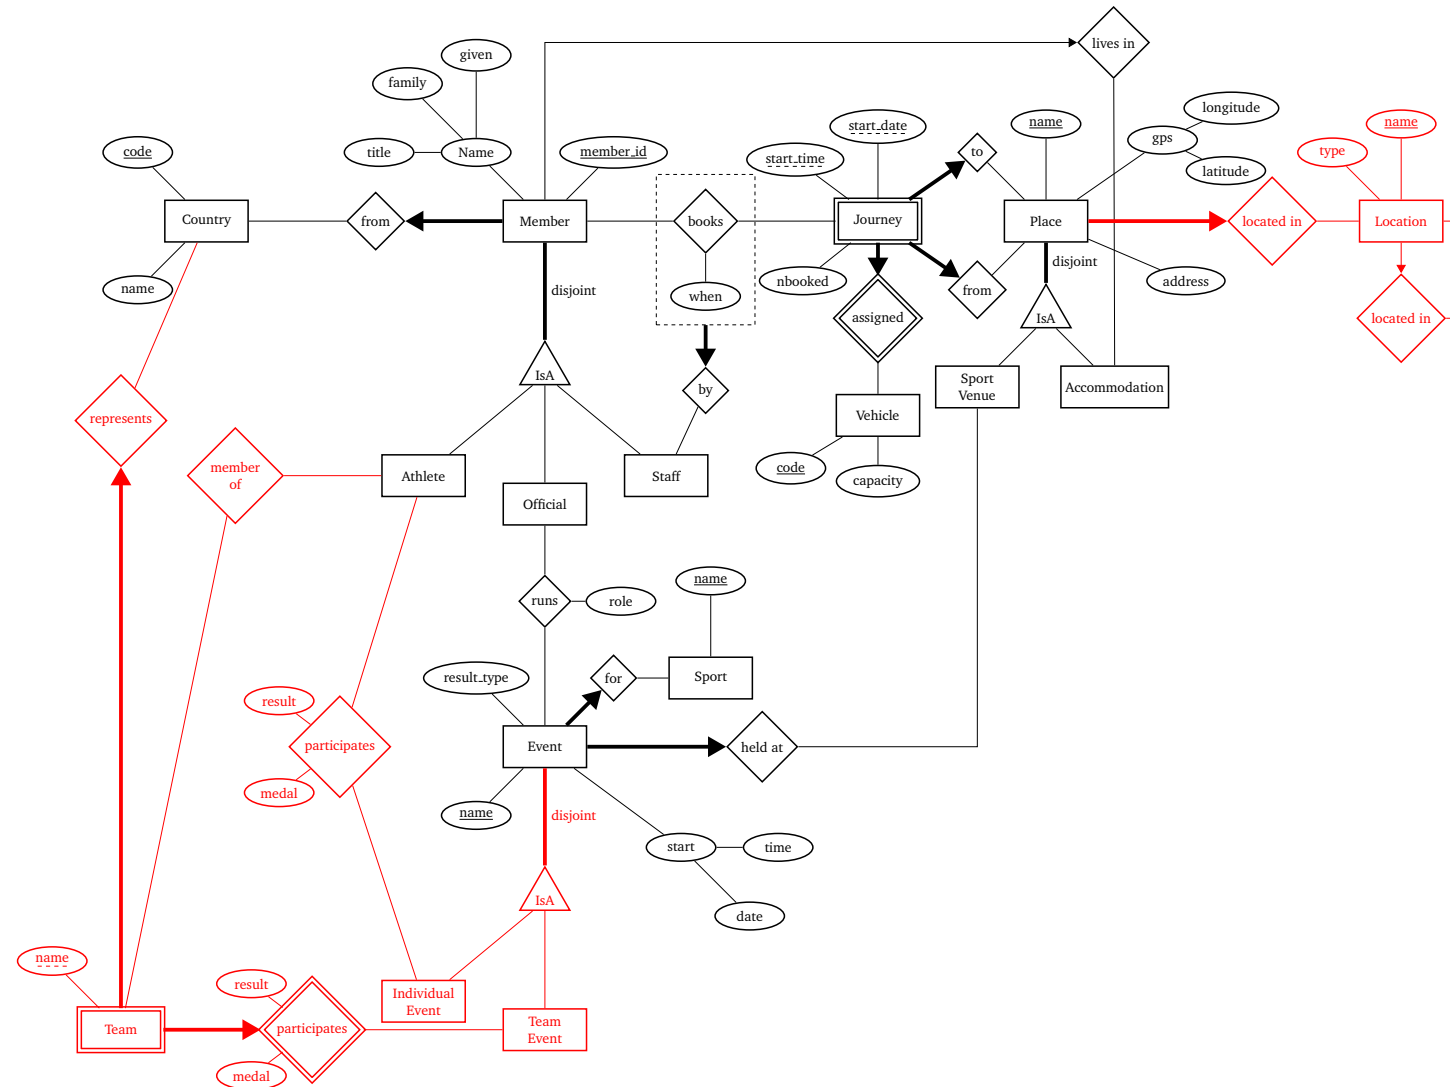 lives in
given
family
longitude
name
name
start_date
code
title
Name
member_id
start_time
to
gps
type
latitude
Country
from
Member
books
Journey
Place
located in
Location
disjoint
name
disjoint
when
nbooked
from
address
assigned
IsA
located in
IsA
by
Sport
Venue
Accommodation
represents
Vehicle
member
of
code
Athlete
Staff
capacity
Official
name
runs
role
result_type
for
Sport
result
participates
Event
held at
medal
name
disjoint
start
time
IsA
date
name
result
Individual
Event
Team
participates
Team
Event
medal